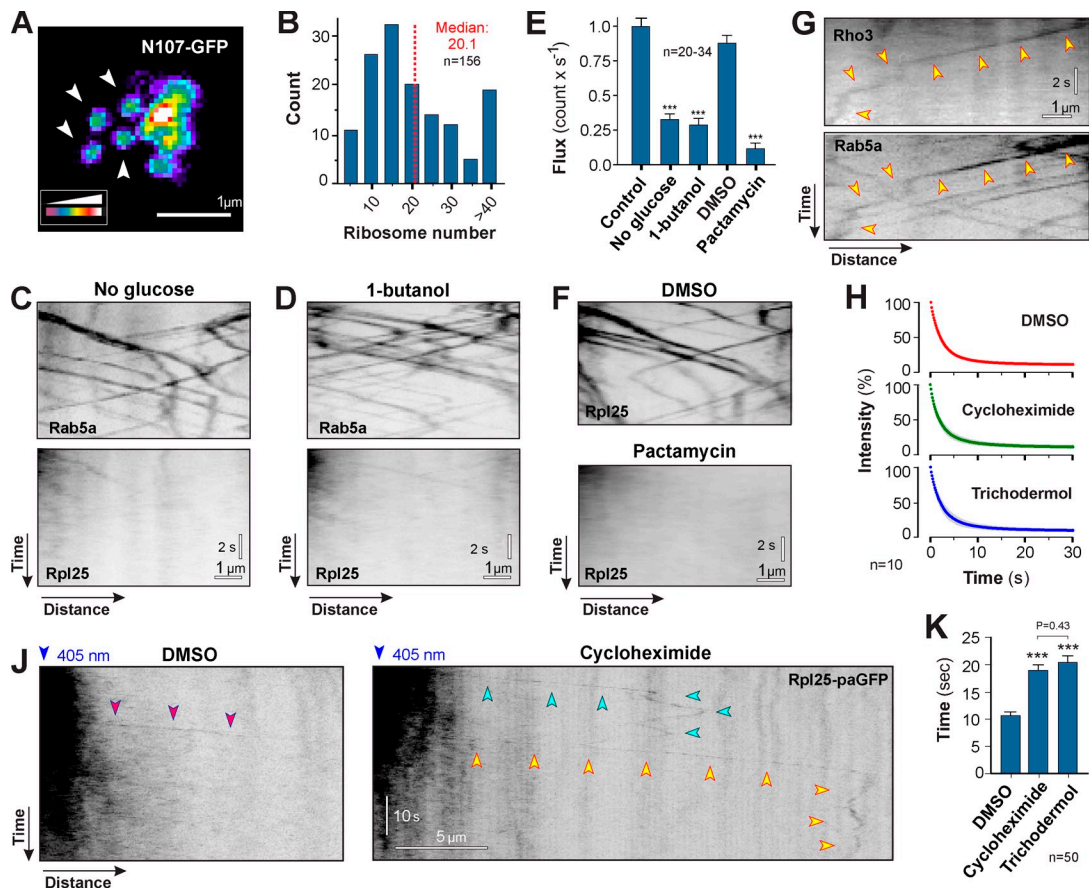 A
N107-GFP
1μm
B
Count
30
20
10
0
Median:
20.1
n=156
10
20
30
>40
Ribosome number
E
Flux (count x s-1)
1.0
0.75
0.50
0.25
0
n=20-34
***
***
***
Control
No glucose
1-butanol
DMSO
Pactamycin
G
Rho3
2 s
1μm
Rab5a
Time
Distance
C
No glucose
Rab5a
Rpl25
2 s
1μm
Time
Distance
D
1-butanol
Rab5a
Rpl25
2 s
1μm
Time
Distance
F
DMSO
Rpl25
Pactamycin
Rpl25
2 s
1μm
Time
Distance
H
Intensity (%)
100
50
0
DMSO
100
50
0
Cycloheximide
100
50
0
Trichodermol
0
10
20
30
n=10
Time (s)
J
405 nm
DMSO
Time
Distance
405 nm
Cycloheximide
Rpl25-paGFP
10 s
5 μm
K
Time (sec)
25
20
15
10
5
0
P=0.43
***
***
DMSO
Cycloheximide
Trichodermol
n=50